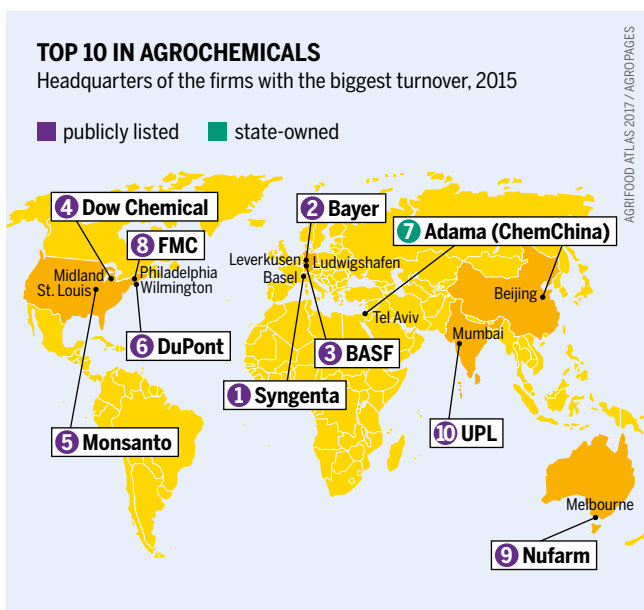 TOP 10 IN AGROCHEMICALS
Headquarters of the firms with the biggest turnover, 2015
publicly listed
state-owned
AGRIFOOD ATLAS 2017 / AGROPAGES
4 Dow Chemical
2 Bayer
7 Adama (ChemChina)
8 FMC
Midland
Philadelphia
St. Louis
Wilmington
Leverkusen
Ludwigshafen
Basel
Beijing
Tel Aviv
Mumbai
6 DuPont
3 BASF
1 Syngenta
5 Monsanto
10 UPL
Melbourne
9 Nufarm